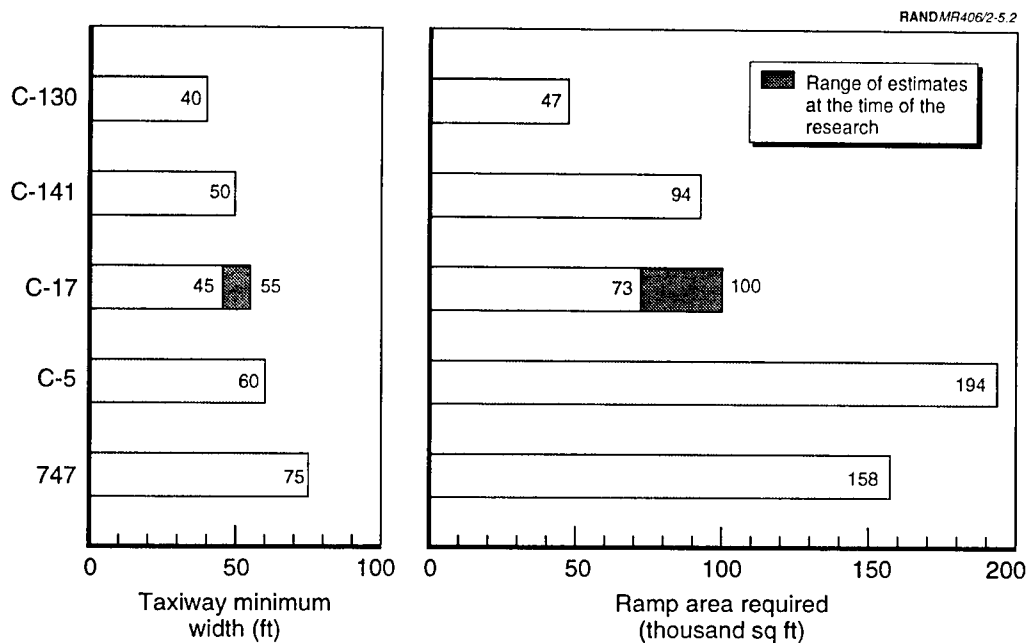 RANDMR406/2-5.2
C-130
40
47
Range of estimates
at the time of the
research
C-141
50
94
C-17
45
55
73
100
C-5
60
194
747
75
158
0
50
100
0
50
100
150
200
Taxiway minimum
width (ft)
Ramp area required
(thousand sq ft)